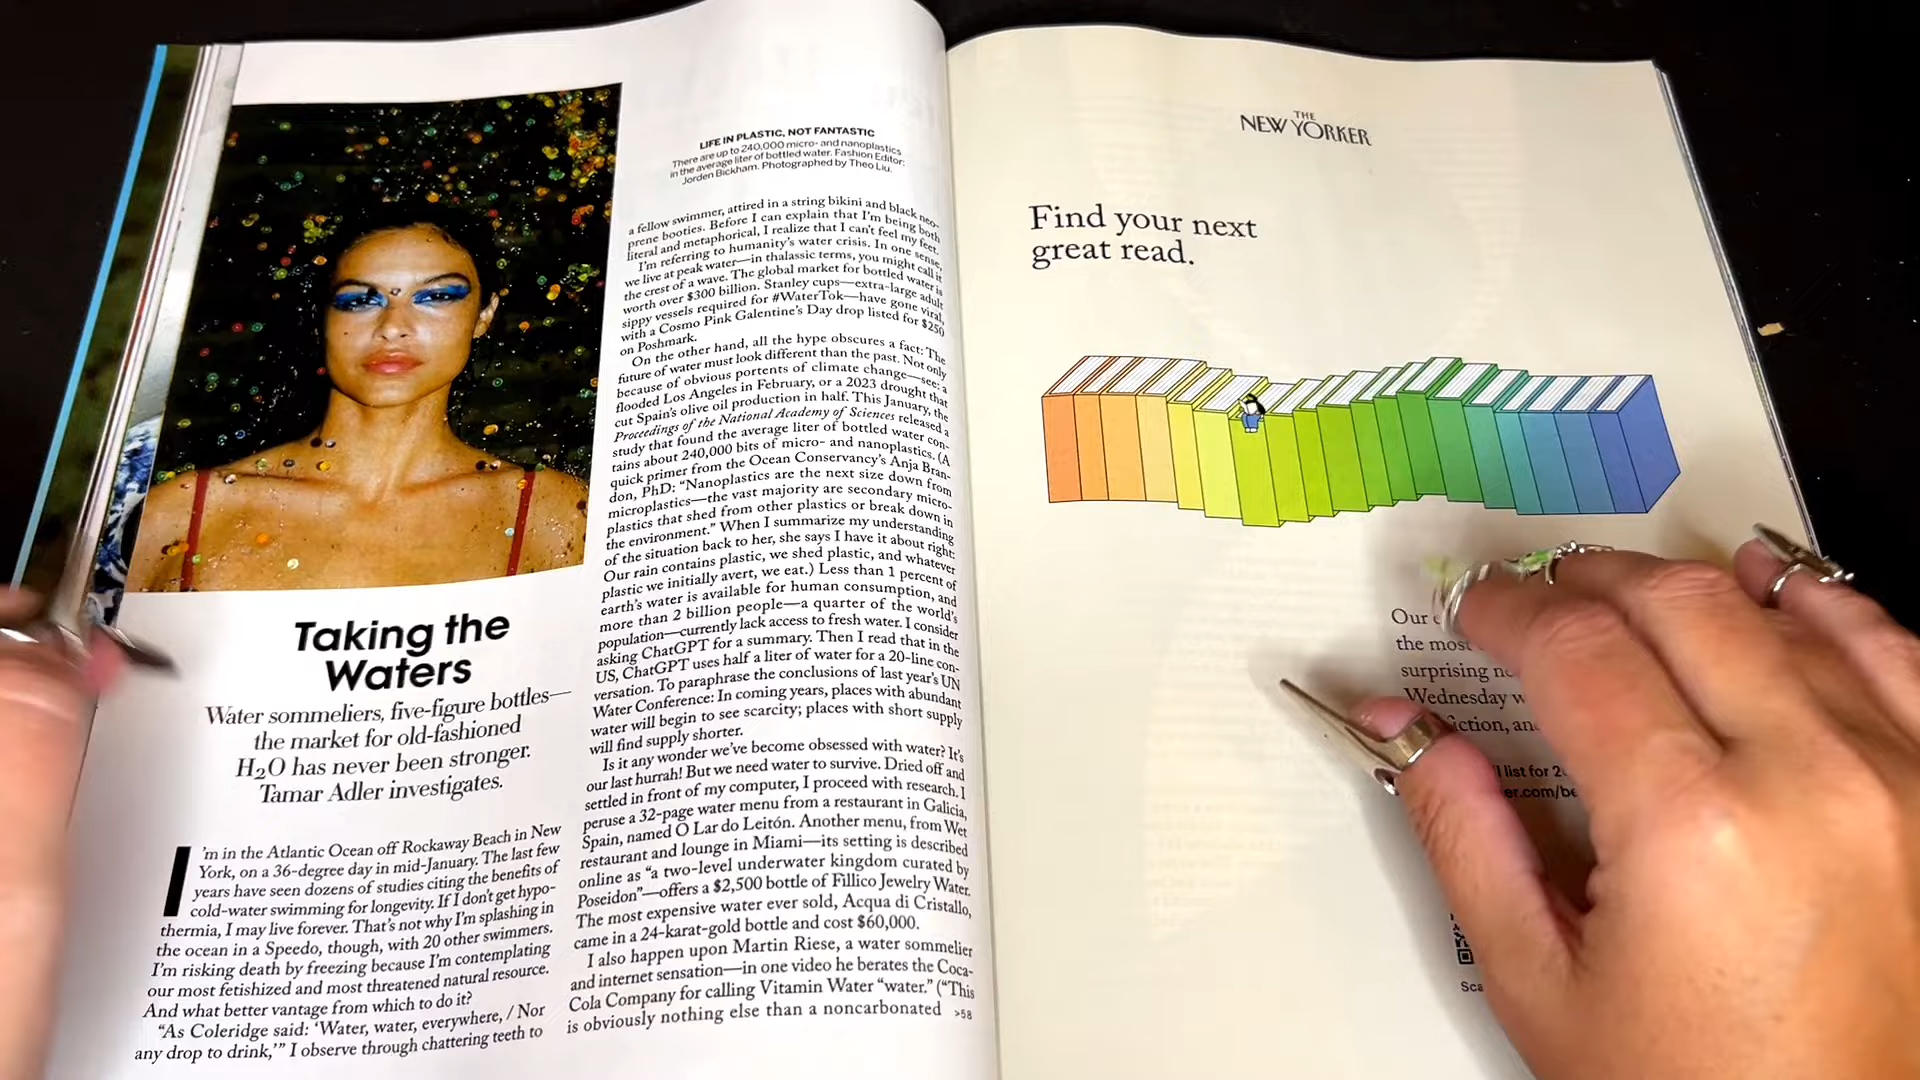 LIFE IN PLASTIC, NOT FANTASTIC
There are up to 240,000 micro- and nanoplastics
in the average liter of bottled water. Fashion Editor:
Jorden Bickham. Photographed by Theo Liu.
Taking the
Waters
Water sommeliers, five-figure bottles—
the market for old-fashioned
H₂O has never been stronger.
Tamar Adler investigates.
I'm in the Atlantic Ocean off Rockaway Beach in New
York, on a 36-degree day in mid-January. The last few
years have seen dozens of studies citing the benefits of
cold-water swimming for longevity. If I don't get hypo-
thermia, I may live forever. That's not why I'm splashing in
the ocean in a Speedo, though, with 20 other swimmers.
I'm risking death by freezing because I'm contemplating
our most fetishized and most threatened natural resource.
And what better vantage from which to do it?
"As Coleridge said: 'Water, water, everywhere, / Nor
any drop to drink,'" I observe through chattering teeth to
a fellow swimmer, attired in a string bikini and black neo-
prene booties. Before I can explain that I'm being both
literal and metaphorical, I realize that I can't feel my feet.
I'm referring to humanity's water crisis. In one sense,
we live at peak water—in thalassic terms, you might call it
the crest of a wave. The global market for bottled water is
worth over $300 billion. Stanley cups—extra-large adult
sippy vessels required for #WaterTok—have gone viral,
with a Cosmo Pink Galentine's Day drop listed for $250
on Poshmark.
On the other hand, all the hype obscures a fact: The
future of water must look different than the past. Not only
because of obvious portents of climate change—see: a
flooded Los Angeles in February, or a 2023 drought that
cut Spain's olive oil production in half. This January, the
Proceedings of the National Academy of Sciences released a
study that found the average liter of bottled water con-
tains about 240,000 bits of micro- and nanoplastics. (A
quick primer from the Ocean Conservancy's Anja Bran-
don, PhD: "Nanoplastics are the next size down from
microplastics—the vast majority are secondary micro-
plastics that shed from other plastics or break down in
the environment." When I summarize my understanding
of the situation back to her, she says I have it about right:
Our rain contains plastic, we shed plastic, and whatever
plastic we initially avert, we eat.) Less than 1 percent of
earth's water is available for human consumption, and
more than 2 billion people—a quarter of the world's
population—currently lack access to fresh water. I consider
asking ChatGPT for a summary. Then I read that in the
US, ChatGPT uses half a liter of water for a 20-line con-
versation. To paraphrase the conclusions of last year's UN
Water Conference: In coming years, places with abundant
water will begin to see scarcity; places with short supply
will find supply shorter.
Is it any wonder we've become obsessed with water? It's
our last hurrah! But we need water to survive. Dried off and
settled in front of my computer, I proceed with research. I
peruse a 32-page water menu from a restaurant in Galicia,
Spain, named O Lar do Leitón. Another menu, from Wet
restaurant and lounge in Miami—its setting is described
online as "a two-level underwater kingdom curated by
Poseidon"—offers a $2,500 bottle of Fillico Jewelry Water.
The most expensive water ever sold, Acqua di Cristallo,
came in a 24-karat-gold bottle and cost $60,000.
I also happen upon Martin Riese, a water sommelier
and internet sensation—in one video he berates the Coca-
Cola Company for calling Vitamin Water "water." ("This
is obviously nothing else than a noncarbonated >58
THE
NEW YORKER
Find your next
great read.
Our
the most
surprising
Wednesday
list for